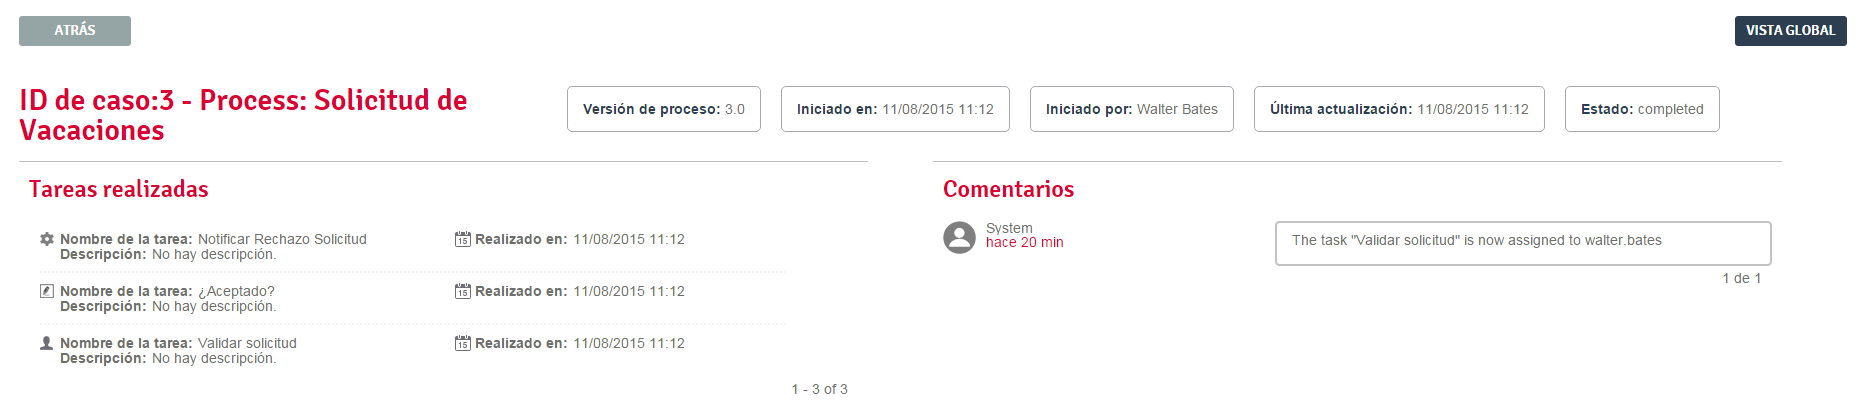 ATRÁS
VISTA GLOBAL
ID de caso:3 - Process: Solicitud de
Vacaciones
Versión de proceso: 3.0
Iniciado en: 11/08/2015 11:12
Iniciado por: Walter Bates
Última actualización: 11/08/2015 11:12
Estado: completed
Tareas realizadas
Nombre de la tarea: Notificar Rechazo Solicitud
Descripción: No hay descripción.
15 Realizado en: 11/08/2015 11:12
Nombre de la tarea: ¿Aceptado?
Descripción: No hay descripción.
15 Realizado en: 11/08/2015 11:12
Nombre de la tarea: Validar solicitud
Descripción: No hay descripción.
15 Realizado en: 11/08/2015 11:12
1 - 3 of 3
Comentarios
System
hace 20 min
The task "Validar solicitud" is now assigned to walter.bates
1 de 1